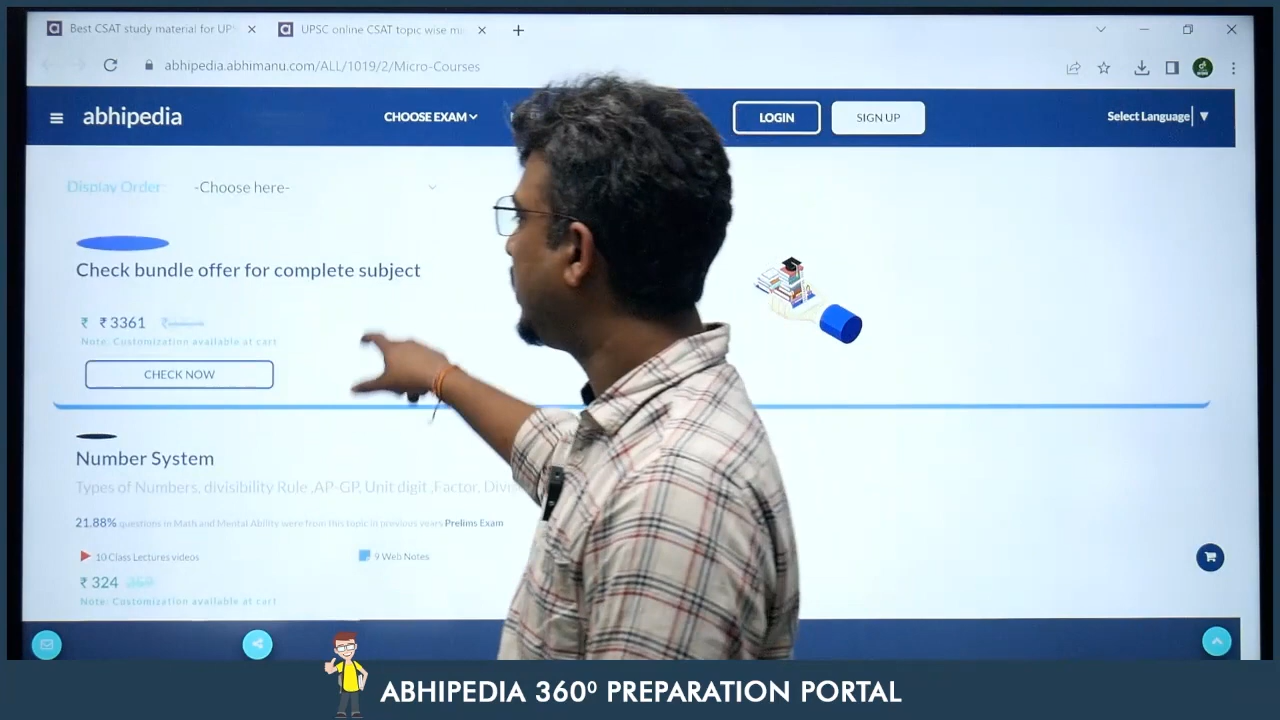 Best CSAT study material for UP
UPSC online CSAT topic wise
abhipedia.abhimanu.com/ALL/1019/2/Micro-Courses
abhipedia
CHOOSE EXAM
LOGIN
SIGN UP
Select Language
Display Order
-Choose here-
Check bundle offer for complete subject
₹ ₹ 3361
Note: Customization available at cart
CHECK NOW
Number System
Types of Numbers, divisibility Rule ,AP-GP, Unit digit ,Factor,
21.88% questions in Math and Mental Ability were from this topic in previous years Prelims Exam
10 Class Lectures videos
9 Web Notes
₹ 324 360
Note: Customization available at cart
ABHIPEDIA 360⁰ PREPARATION PORTAL